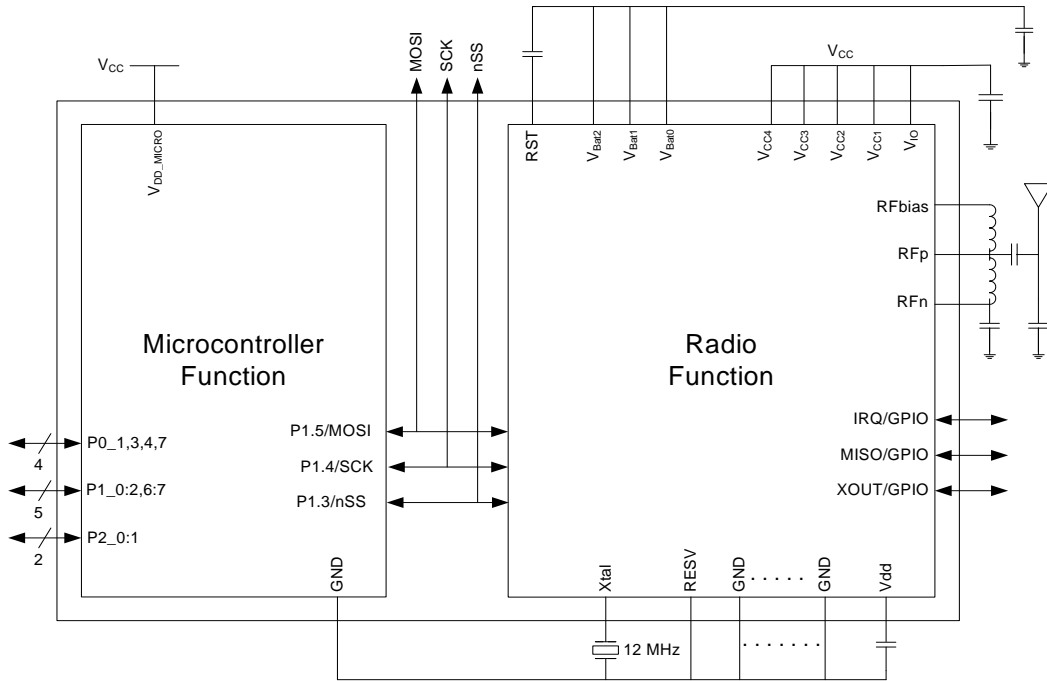 MOSI
SCK
nSS
VCC
VCC
VDD_MICRO
RST
VBat2
VBat1
VBat0
VCC4
VCC3
VCC2
VCC1
VIO
RFbias
RFp
RFn
Microcontroller
Function
Radio
Function
P0_1,3,4,7
4
P1_0:2,6:7
5
P2_0:1
2
P1.5/MOSI
P1.4/SCK
P1.3/nSS
IRQ/GPIO
MISO/GPIO
XOUT/GPIO
GND
Xtal
RESV
GND
. . . . . .
GND
Vdd
12 MHz
. . . . . . . .